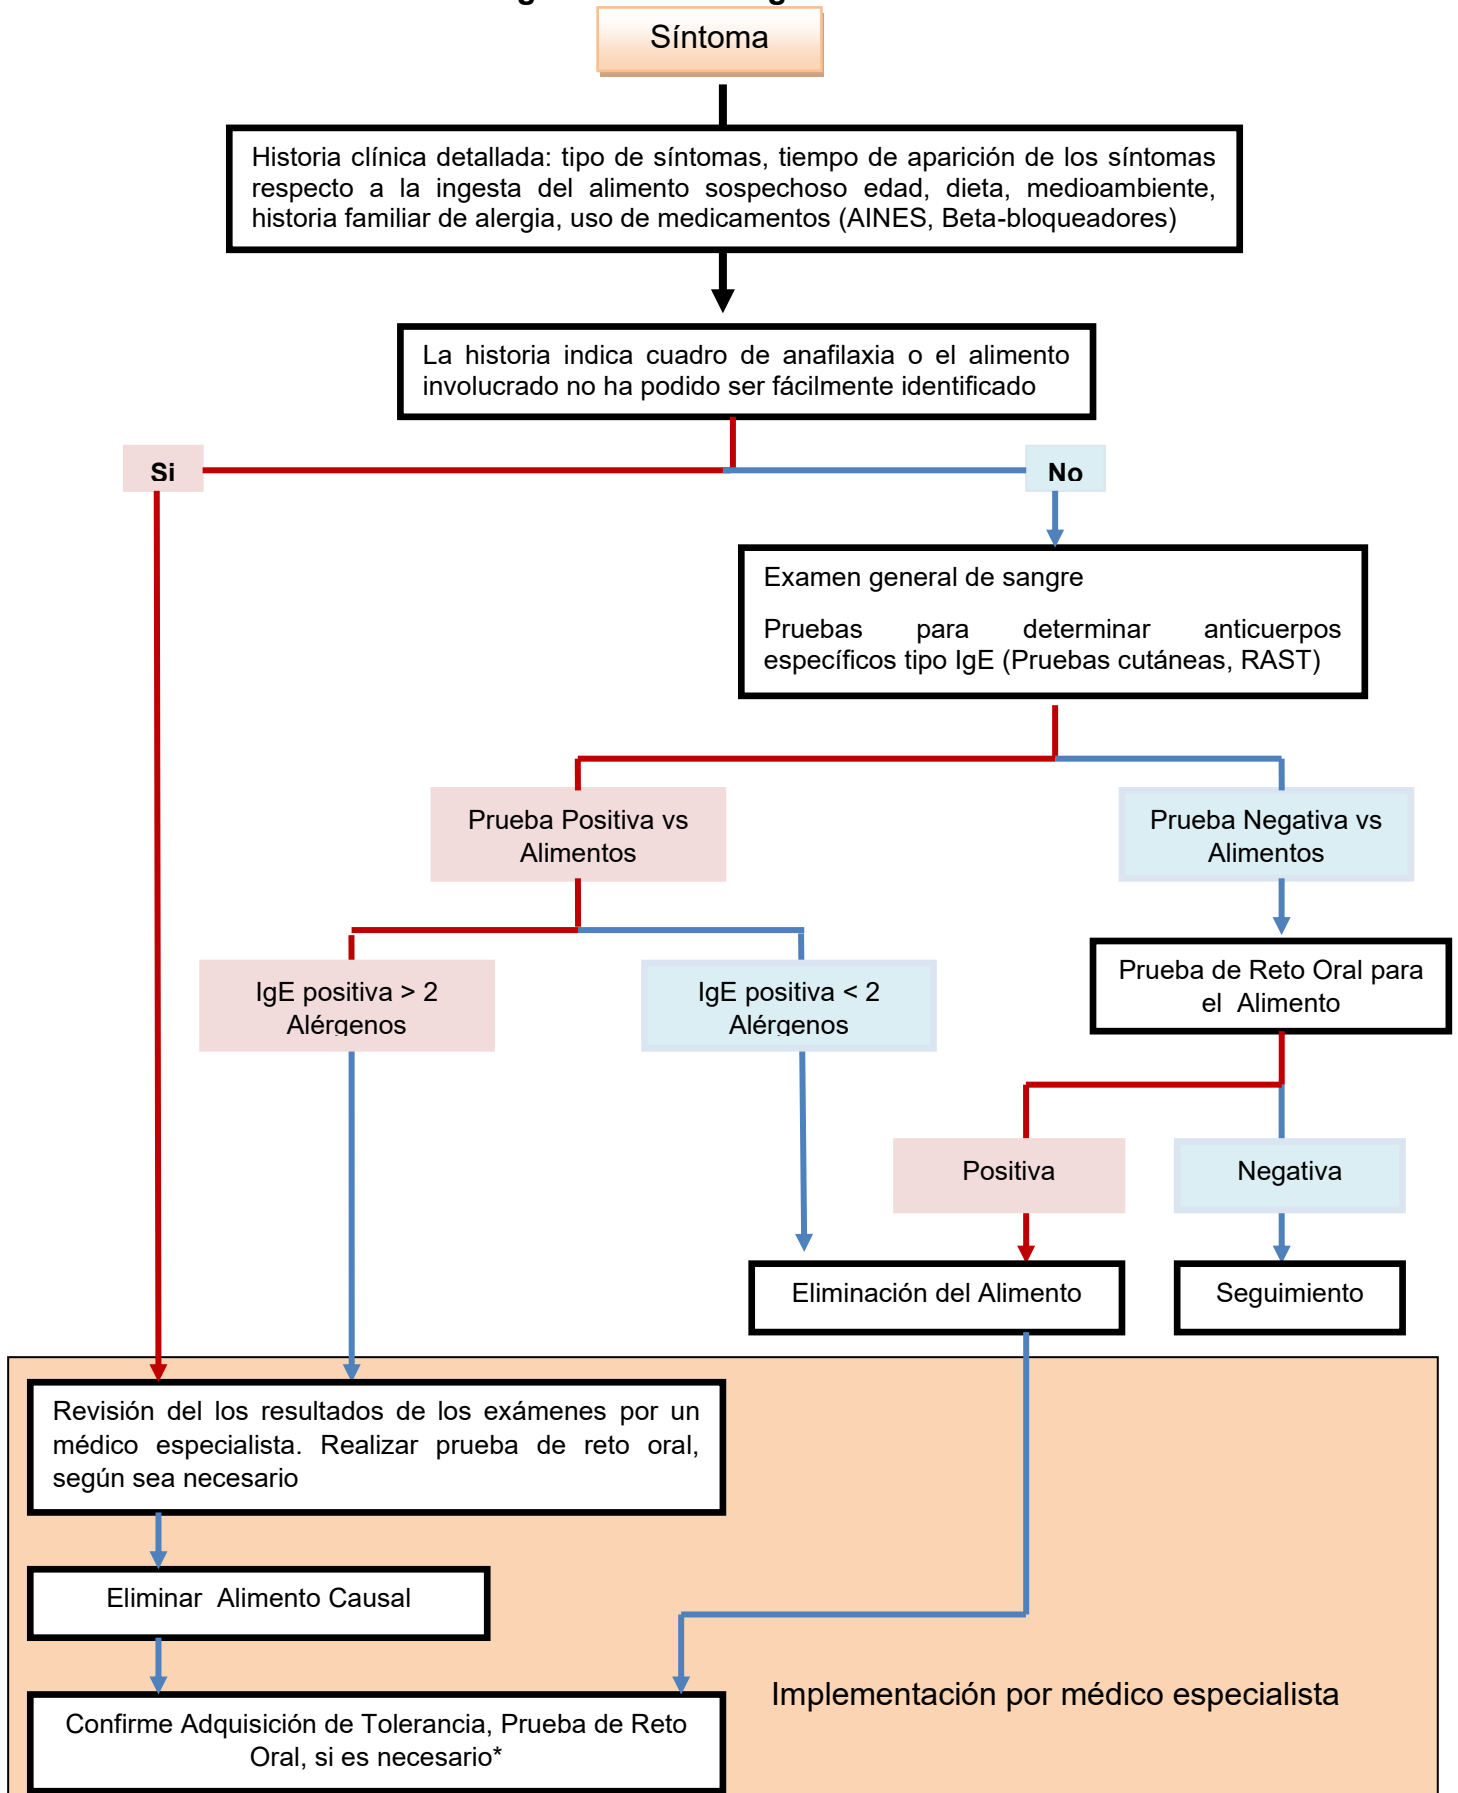 Síntoma
Historia clínica detallada: tipo de síntomas, tiempo de aparición de los síntomas
respecto a la ingesta del alimento sospechoso edad, dieta, medioambiente,
historia familiar de alergia, uso de medicamentos (AINES, Beta-bloqueadores)
La historia indica cuadro de anafilaxia o el alimento
involucrado no ha podido ser fácilmente identificado
Si
No
Examen general de sangre
Pruebas para determinar anticuerpos
específicos tipo IgE (Pruebas cutáneas, RAST)
Prueba Positiva vs
Alimentos
Prueba Negativa vs
Alimentos
IgE positiva > 2
Alérgenos
IgE positiva < 2
Alérgenos
Prueba de Reto Oral para
el Alimento
Positiva
Negativa
Eliminación del Alimento
Seguimiento
Revisión del los resultados de los exámenes por un
médico especialista. Realizar prueba de reto oral,
según sea necesario
Eliminar Alimento Causal
Implementación por médico especialista
Confirme Adquisición de Tolerancia, Prueba de Reto
Oral, si es necesario*